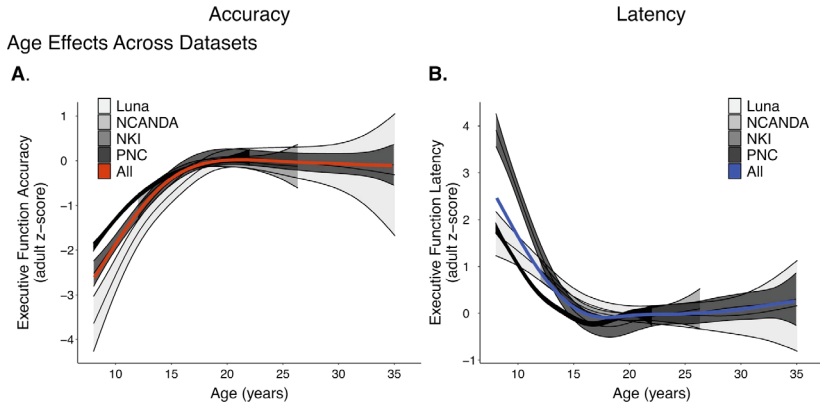 Accuracy
Latency
Age Effects Across Datasets
A.
Executive Function Accuracy
(adult z−score)
1
0
−1
−2
−3
−4
Luna
NCANDA
NKI
PNC
All
10 15 20 25 30 35
Age (years)
B.
Executive Function Latency
(adult z−score)
4
3
2
1
0
−1
Luna
NCANDA
NKI
PNC
All
10 15 20 25 30 35
Age (years)